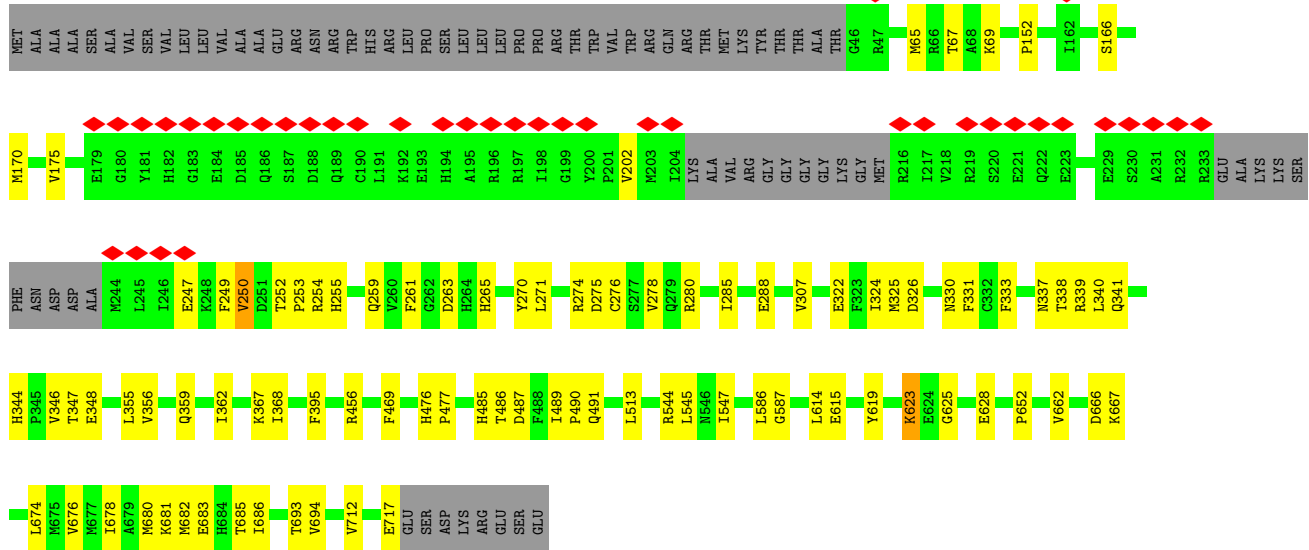 MET ALA ALA ALA SER ALA VAL SER VAL LEU LEU VAL ALA ALA GLU ARG ASN ARG TRP HIS ARG LEU PRO SER LEU LEU LEU PRO PRO ARG THR TRP VAL TRP ARG GLN ARG THR MET LYS TYR THR THR ALA THR G46 R47 M65 R66 T67 A68 K69 P152 I162 S166
M170 V175 E179 G180 Y181 H182 G183 E184 D185 Q186 S187 D188 Q189 C190 L191 K192 E193 H194 A195 R196 R197 I198 G199 Y200 P201 V202 M203 I204 LYS ALA VAL ARG GLY GLY GLY GLY LYS GLY MET R216 I217 V218 R219 S220 E221 Q222 E223 E229 S230 A231 R232 R233 GLU ALA LYS LYS SER
PHE ASN ASP ASP ALA M244 L245 I246 E247 K248 F249 V250 D251 T252 P253 R254 H255 Q259 V260 F261 G262 D263 H264 H265 Y270 L271 R274 D275 C276 S277 V278 Q279 R280 I285 E288 V307 E322 F323 I324 M325 D326 N330 F331 C332 F333 N337 T338 R339 L340 Q341
H344 P345 V346 T347 E348 L355 V356 Q359 I362 K367 I368 F395 R456 F469 H476 P477 H485 T486 D487 F488 I489 P490 Q491 L513 R544 L545 N546 I547 L586 G587 L614 E615 Y619 K623 E624 G625 E628 P652 V662 D666 K667
L674 M675 V676 M677 I678 A679 M680 K681 M682 E683 H684 T685 I686 T693 V694 V712 E717 GLU SER ASP LYS ARG GLU SER GLU